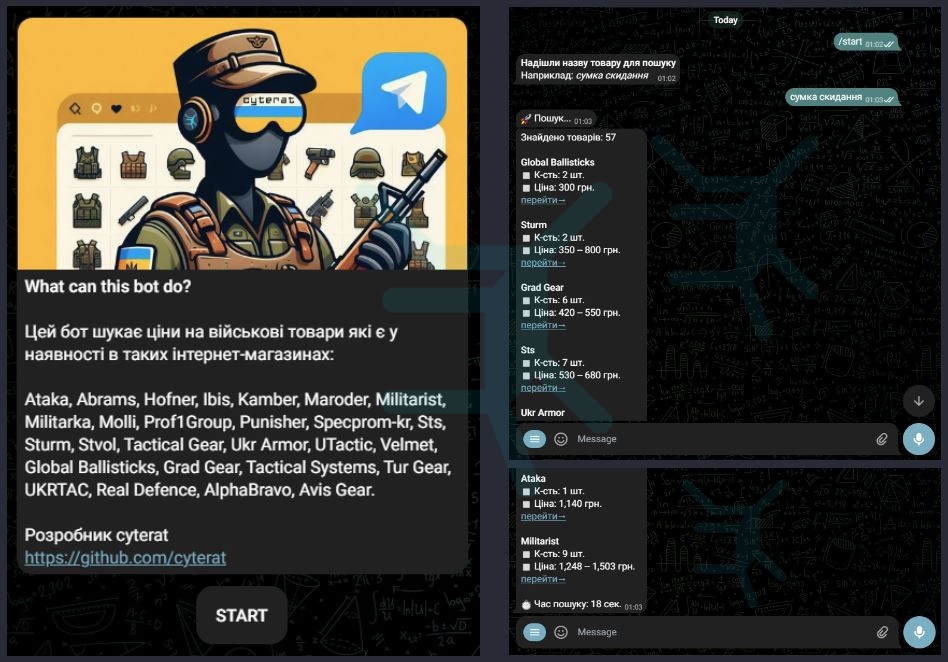 cyterat
What can this bot do?
Цей бот шукає ціни на військові товари які є у
наявності в таких інтернет-магазинах:
Ataka, Abrams, Hofner, Ibis, Kamber, Maroder, Militarist,
Militarka, Molli, Prof1Group, Punisher, Specprom-kr, Sts,
Sturm, Stvol, Tactical Gear, Ukr Armor, UTactic, Velmet,
Global Ballisticks, Grad Gear, Tactical Systems, Tur Gear,
UKRTAC, Real Defence, AlphaBravo, Avis Gear.
Розробник cyterat
https://github.com/cyterat
START
Today
/start 01:02
Надішли назву товару для пошуку
Наприклад: сумка скидання 01:02
сумка скидання 01:03
🚀 Пошук... 01:03
Знайдено товарів: 57
Global Ballisticks
К-сть: 2 шт.
Ціна: 300 грн.
перейти→
Sturm
К-сть: 2 шт.
Ціна: 350 – 800 грн.
перейти→
Grad Gear
К-сть: 6 шт.
Ціна: 420 – 550 грн.
перейти→
Sts
К-сть: 7 шт.
Ціна: 530 – 680 грн.
перейти→
Ukr Armor
Message
Ataka
К-сть: 1 шт.
Ціна: 1,140 грн.
перейти→
Militarist
К-сть: 9 шт.
Ціна: 1,248 – 1,503 грн.
перейти→
⏱ Час пошуку: 18 сек. 01:03
Message